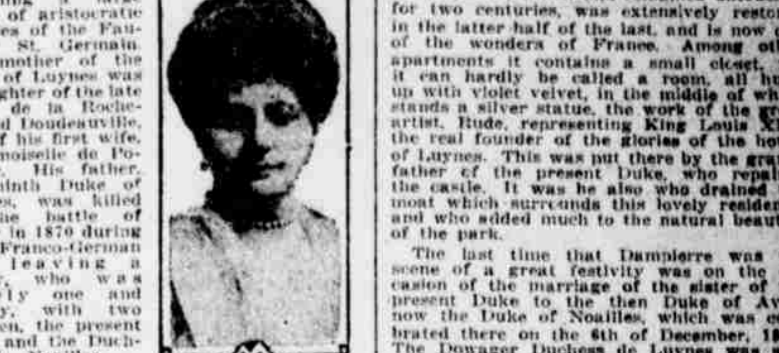 of aristocratic
es of the Fau-
St. Germain.
mother of the
of Luynes was
ghter of the late
de la Roche-
d Doudeauville,
f his first wife,
moiselle de Po-
His father,
ninth Duke of
es, was killed
he battle of
in 1870 during
Franco-German
leaving a
who was
ly one and
y, with two
en, the present
and the Duch-
for two centuries, was extensively resto
in the latter half of the last, and is now o
of the wonders of France. Among oth
apartments it contains a small closet,
it can hardly be called a room, all hu
up with violet velvet, in the middle of wh
stands a silver statue, the work of the gr
artist, Rude, representing King Louis X
the real founder of the glories of the ho
of Luynes. This was put there by the gra
father of the present Duke, who repai
the castle. It was he also who drained
moat which surrounds this lovely reside
and who added much to the natural beau
of the park.
The last time that Dampierre was
scene of a great festivity was on the
casion of the marriage of the sister of
present Duke to the then Duke of Ay
now the Duke of Noailles, which was ce
brated there on the 6th of December, 1
The Dowager Duchess de Luynes was